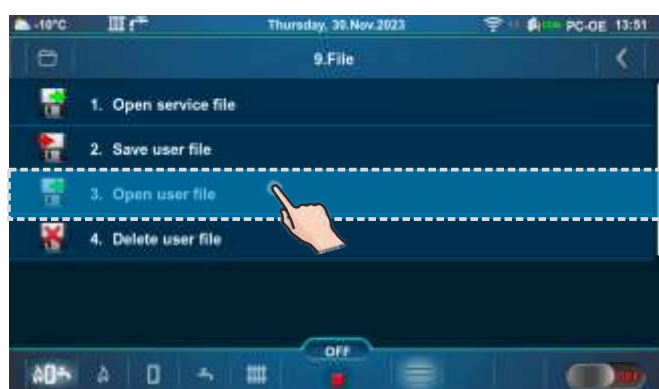 -10°C Thursday, 30.Nov.2023 PC-OE 13:51
9.File
1. Open service file
2. Save user file
3. Open user file
4. Delete user file
OFF
OFF